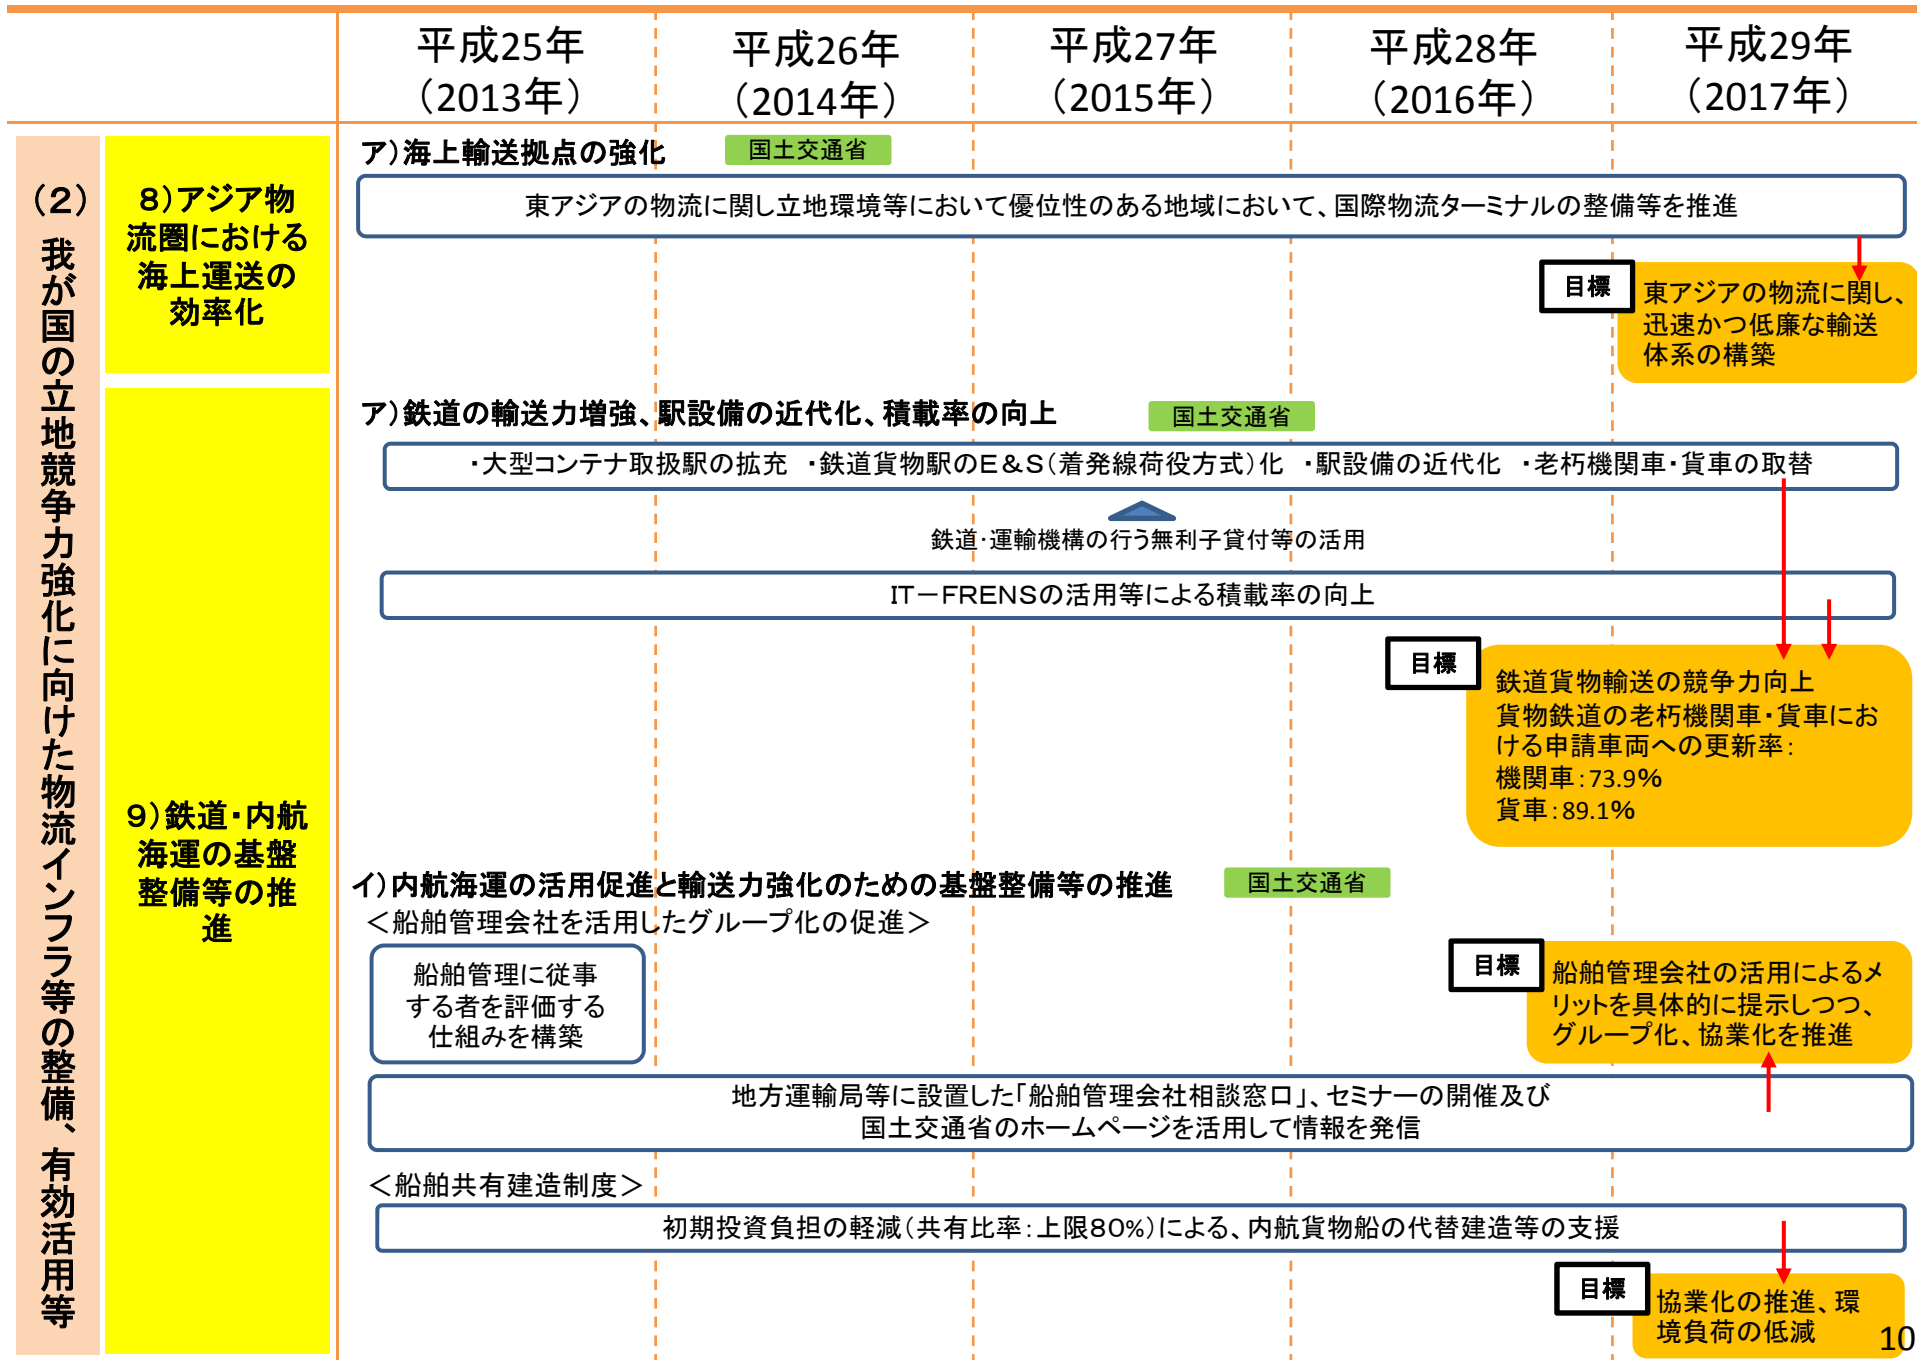 平成25年
（2013年）
平成26年
（2014年）
平成27年
（2015年）
平成28年
（2016年）
平成29年
（2017年）
（２）我が国の立地競争力強化に向けた物流インフラ等の整備、有効活用等
８）アジア物
流圏における
海上運送の
効率化
ア）海上輸送拠点の強化
国土交通省
東アジアの物流に関し立地環境等において優位性のある地域において、国際物流ターミナルの整備等を推進
目標
東アジアの物流に関し、
迅速かつ低廉な輸送
体系の構築
９）鉄道・内航
海運の基盤
整備等の推
進
ア）鉄道の輸送力増強、駅設備の近代化、積載率の向上
国土交通省
・大型コンテナ取扱駅の拡充　・鉄道貨物駅のＥ＆Ｓ（着発線荷役方式）化　・駅設備の近代化　・老朽機関車・貨車の取替
鉄道・運輸機構の行う無利子貸付等の活用
IT－FRENSの活用等による積載率の向上
目標
鉄道貨物輸送の競争力向上
貨物鉄道の老朽機関車・貨車にお
ける申請車両への更新率：
機関車：73.9％
貨車：89.1％
イ）内航海運の活用促進と輸送力強化のための基盤整備等の推進
国土交通省
＜船舶管理会社を活用したグループ化の促進＞
船舶管理に従事
する者を評価する
仕組みを構築
目標
船舶管理会社の活用によるメ
リットを具体的に提示しつつ、
グループ化、協業化を推進
地方運輸局等に設置した「船舶管理会社相談窓口」、セミナーの開催及び
国土交通省のホームページを活用して情報を発信
＜船舶共有建造制度＞
初期投資負担の軽減（共有比率：上限80%）による、内航貨物船の代替建造等の支援
目標
協業化の推進、環
境負荷の低減
10